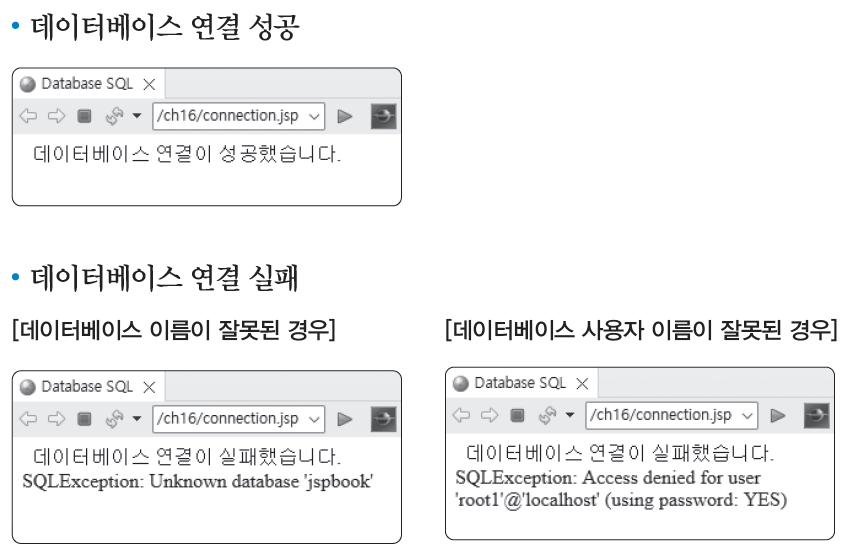 • 데이터베이스 연결 성공
Database SQL
/ch16/connection.jsp
데이터베이스 연결이 성공했습니다.
• 데이터베이스 연결 실패
[데이터베이스 이름이 잘못된 경우]
Database SQL
/ch16/connection.jsp
데이터베이스 연결이 실패했습니다.
SQLException: Unknown database 'jspbook'
[데이터베이스 사용자 이름이 잘못된 경우]
Database SQL
/ch16/connection.jsp
데이터베이스 연결이 실패했습니다.
SQLException: Access denied for user
'root1'@'localhost' (using password: YES)